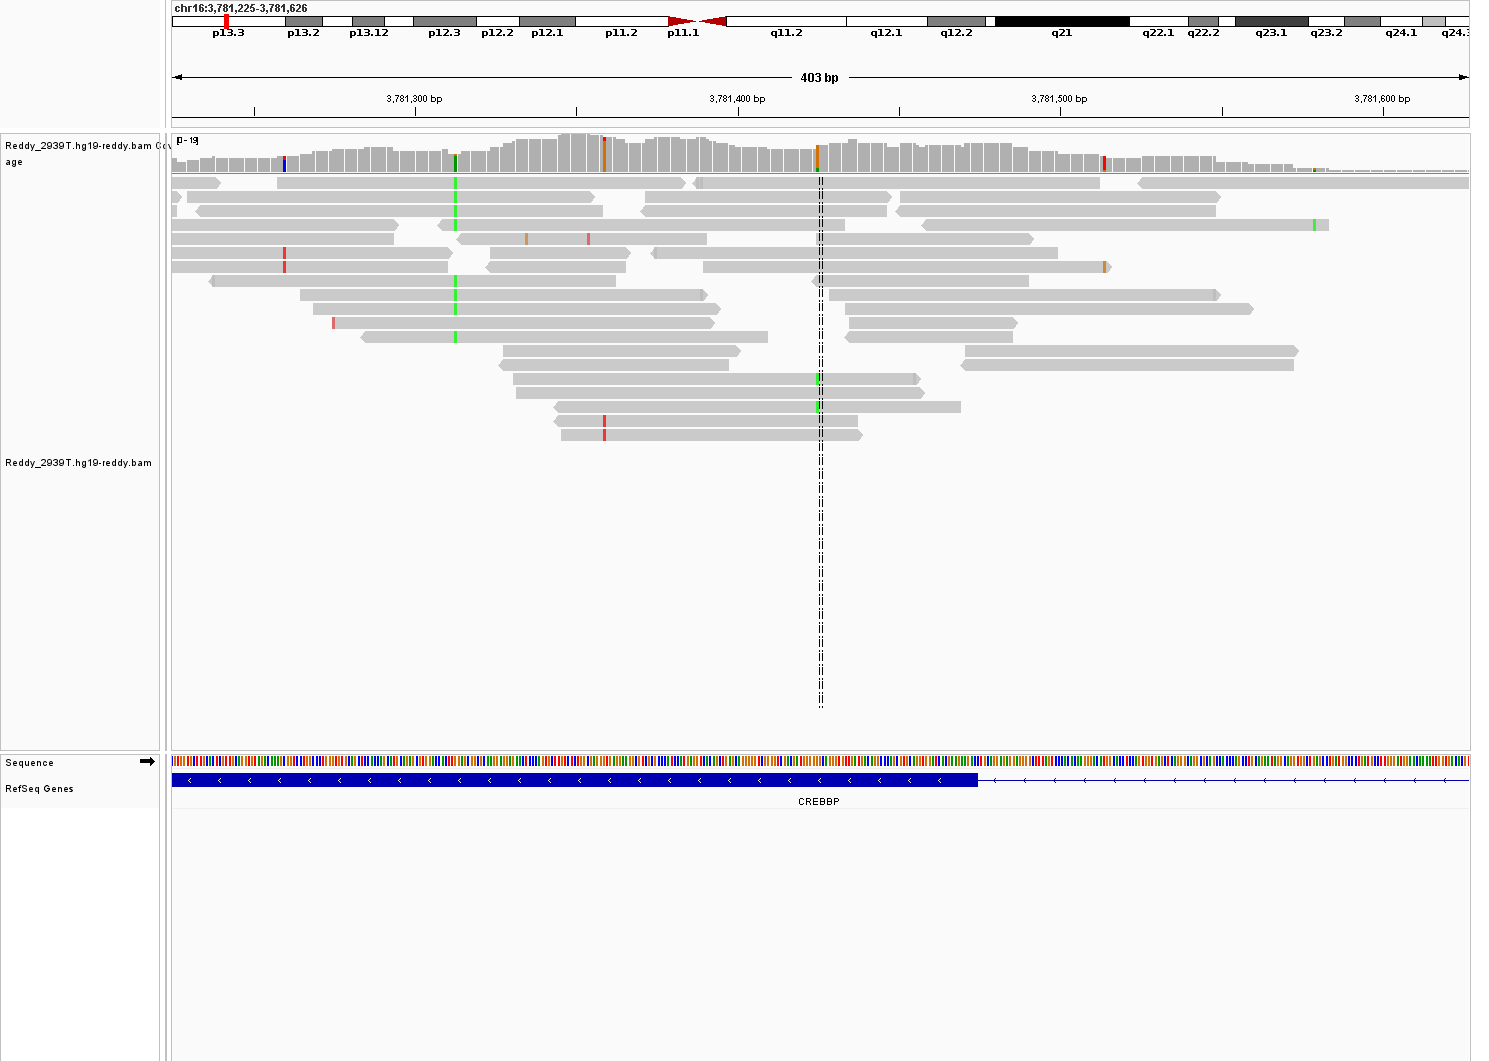 chr16:3,781,225-3,781,626
p13.3 p13.2 p13.12 p12.3 p12.2 p12.1 p11.2 p11.1 q11.2 q12.1 q12.2 q21 q22.1 q22.2 q23.1 q23.2 q24.1 q24.3
403 bp
3,781,300 bp 3,781,400 bp 3,781,500 bp 3,781,600 bp
[0 - 19]
Reddy_2939T.hg19-reddy.bam Cov
age
Reddy_2939T.hg19-reddy.bam
Sequence
RefSeq Genes
CREBBP